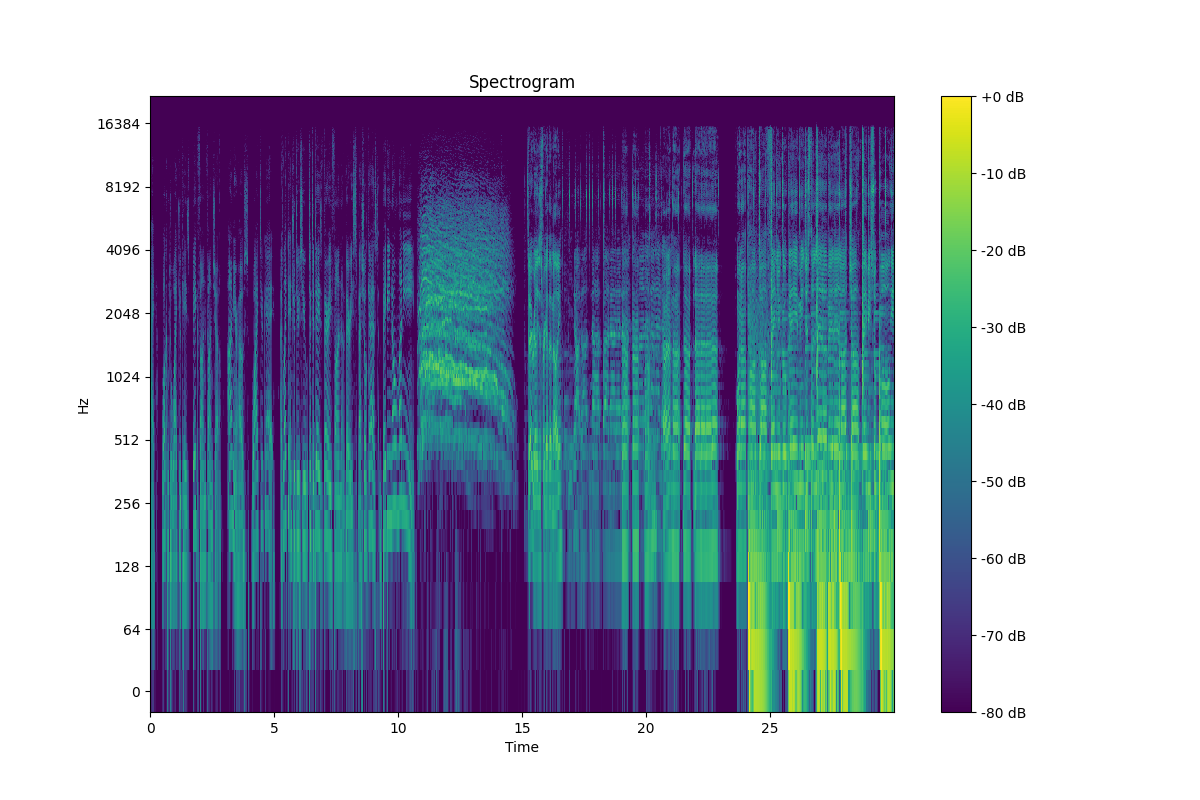 Spectrogram
16384
8192
4096
2048
1024
512
256
128
64
0
Hz
0 5 10 15 20 25
Time
+0 dB
-10 dB
-20 dB
-30 dB
-40 dB
-50 dB
-60 dB
-70 dB
-80 dB